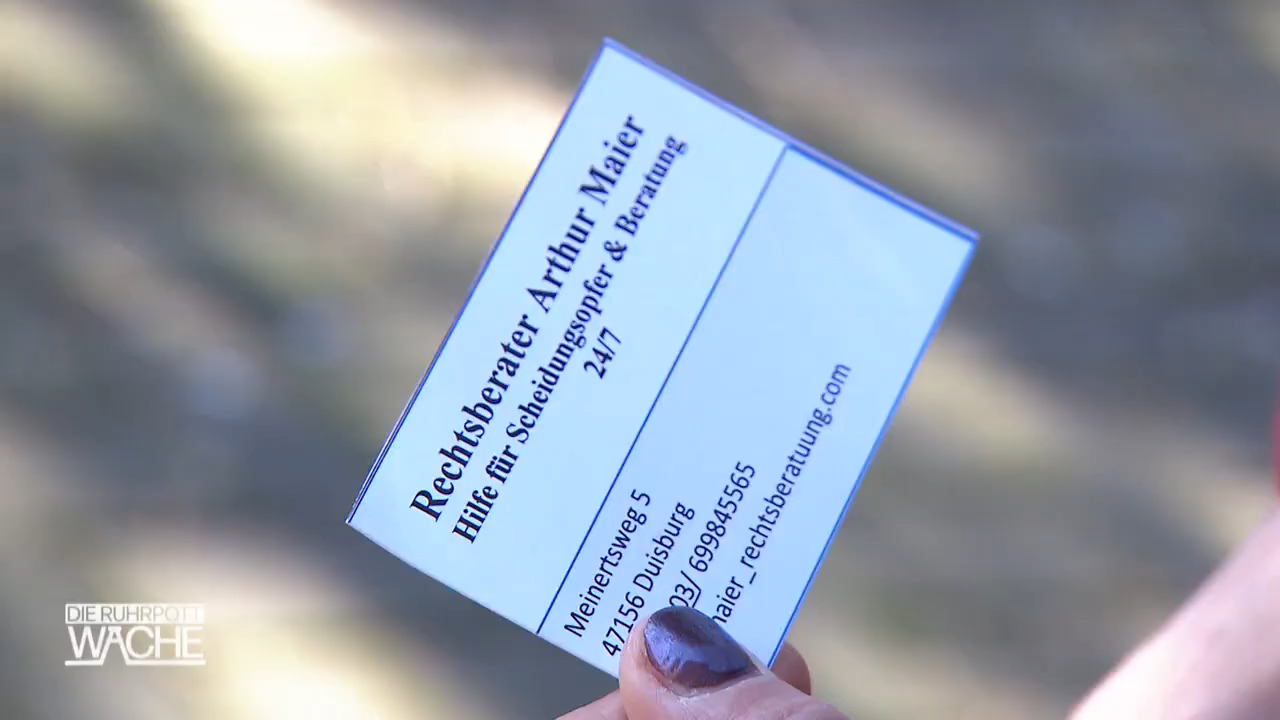 Rechtsberater Arthur Maier
Hilfe für Scheidungsopfer & Beratung
24/7
Meinertsweg 5
47156 Duisburg
03/ 699845565
aier_rechtsberatuung.com
DIE RUHRPOTT
WACHE